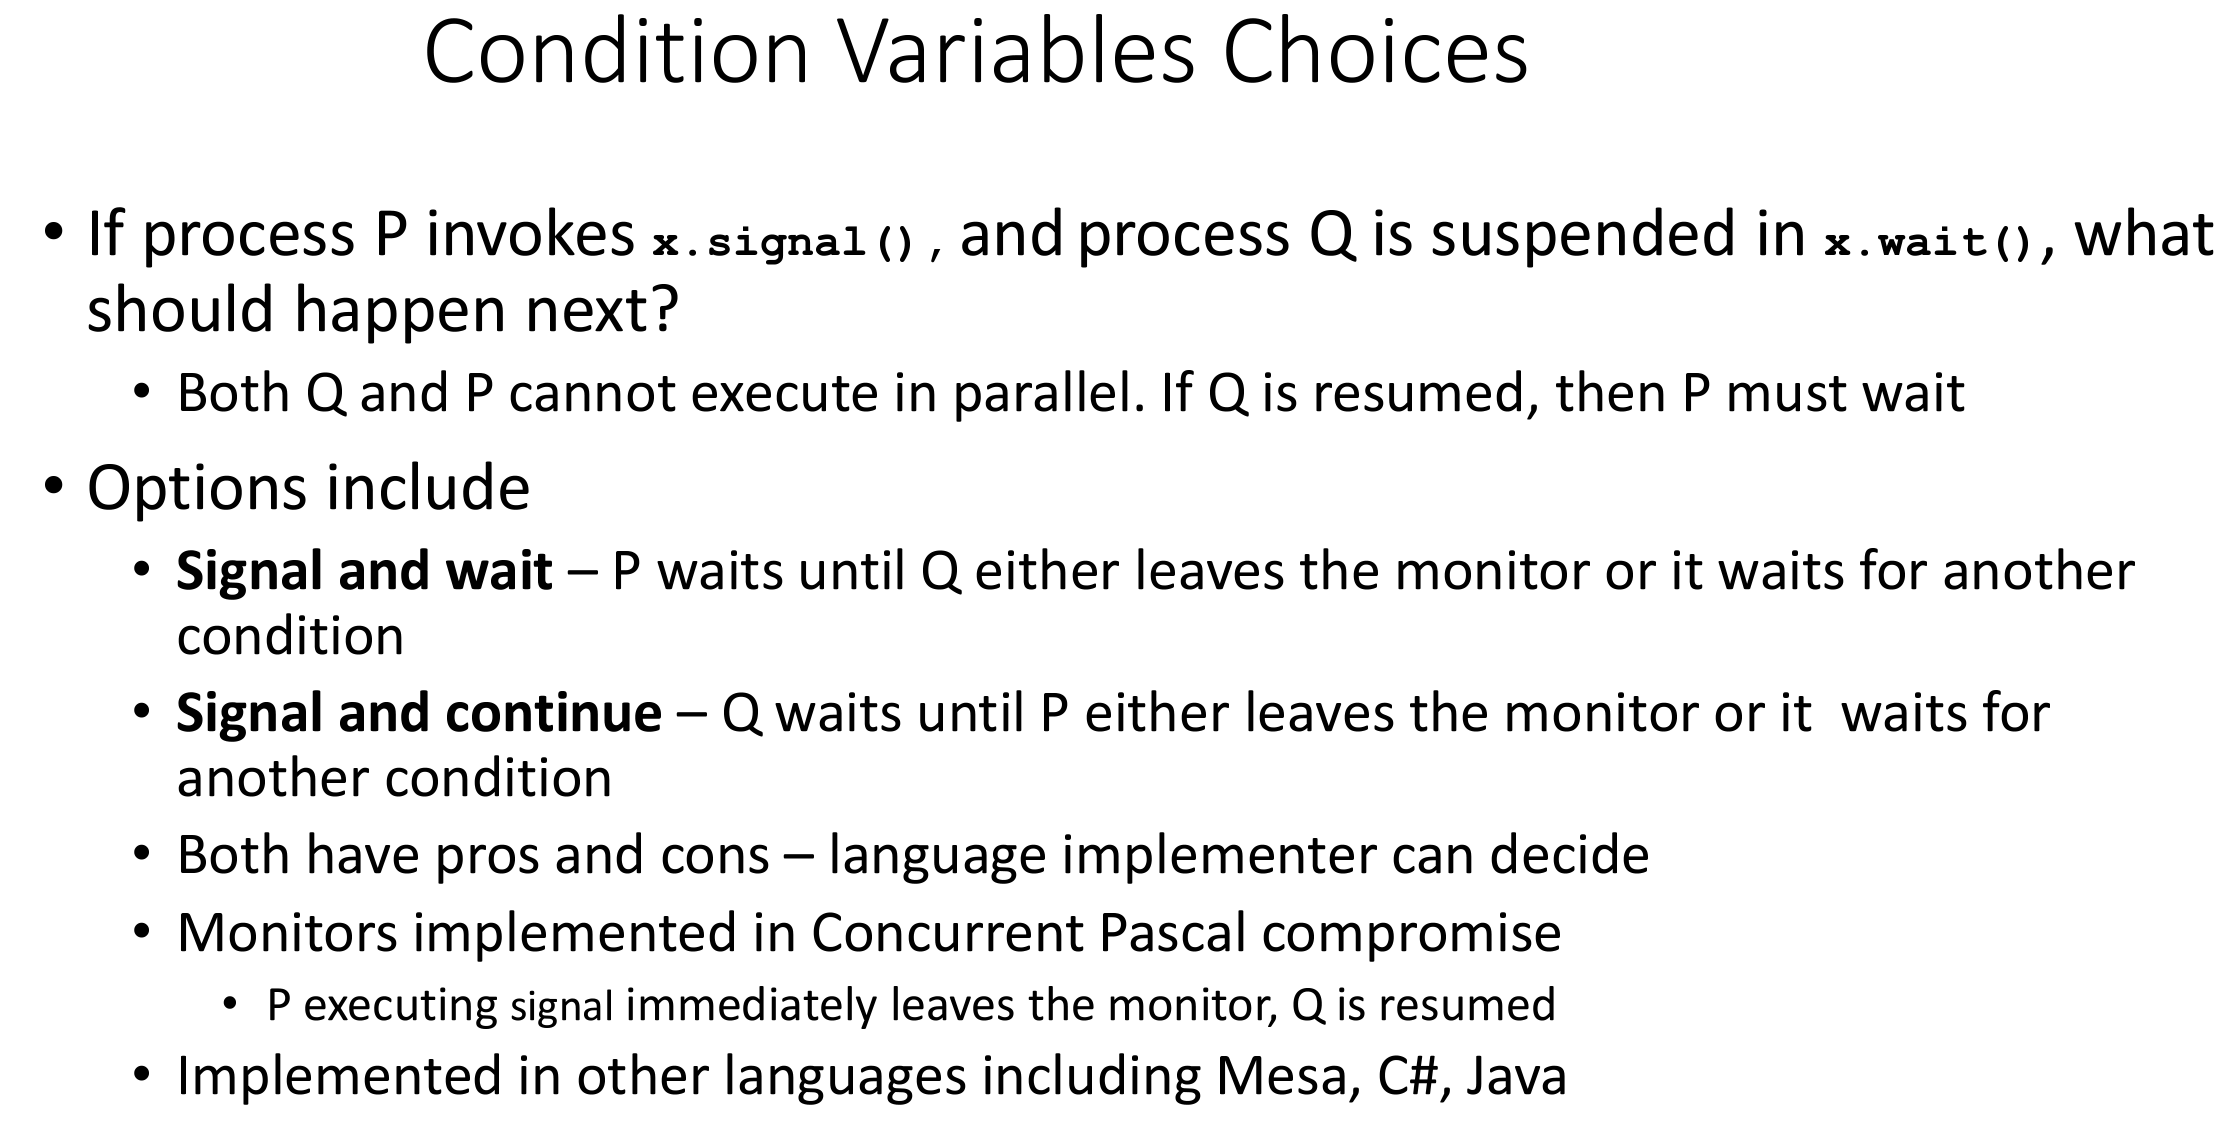 Condition Variables Choices
• If process P invokes x.signal(), and process Q is suspended in x.wait(), what
should happen next?
• Both Q and P cannot execute in parallel. If Q is resumed, then P must wait
• Options include
• Signal and wait – P waits until Q either leaves the monitor or it waits for another
condition
• Signal and continue – Q waits until P either leaves the monitor or it waits for
another condition
• Both have pros and cons – language implementer can decide
• Monitors implemented in Concurrent Pascal compromise
• P executing signal immediately leaves the monitor, Q is resumed
• Implemented in other languages including Mesa, C#, Java